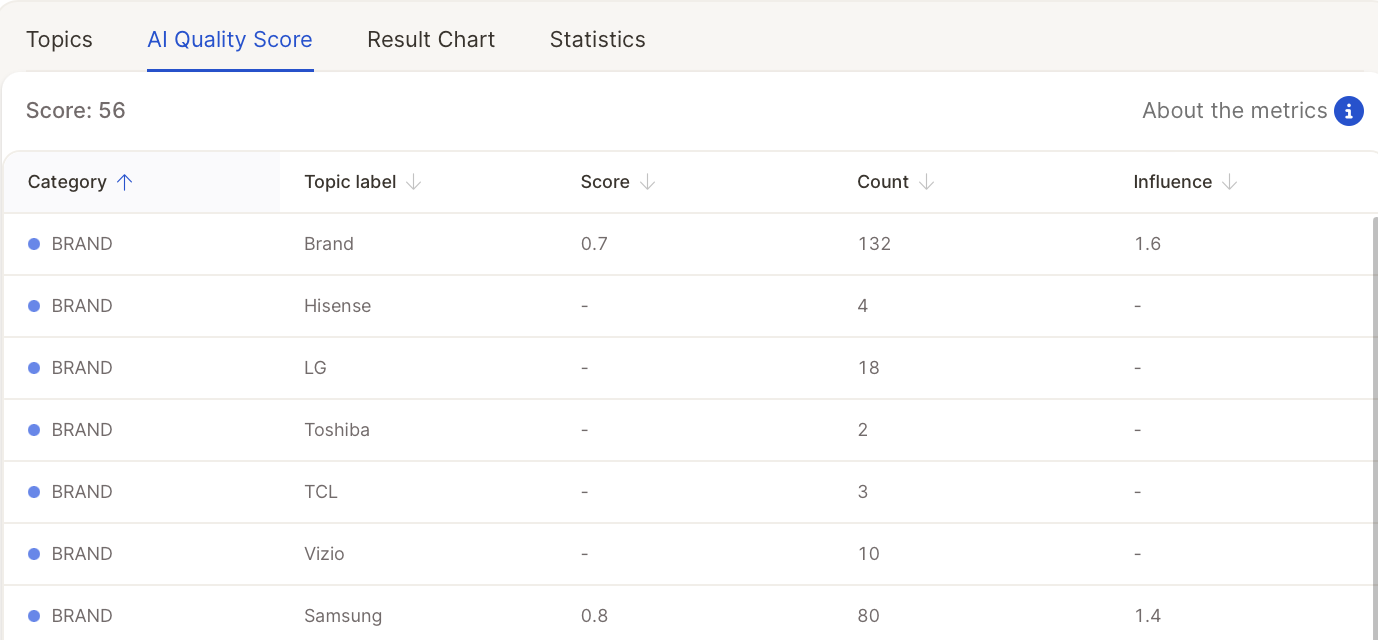 Topics AI Quality Score Result Chart Statistics
Score: 56 About the metrics
Category Topic label Score Count Influence
BRAND Brand 0.7 132 1.6
BRAND Hisense - 4 -
BRAND LG - 18 -
BRAND Toshiba - 2 -
BRAND TCL - 3 -
BRAND Vizio - 10 -
BRAND Samsung 0.8 80 1.4